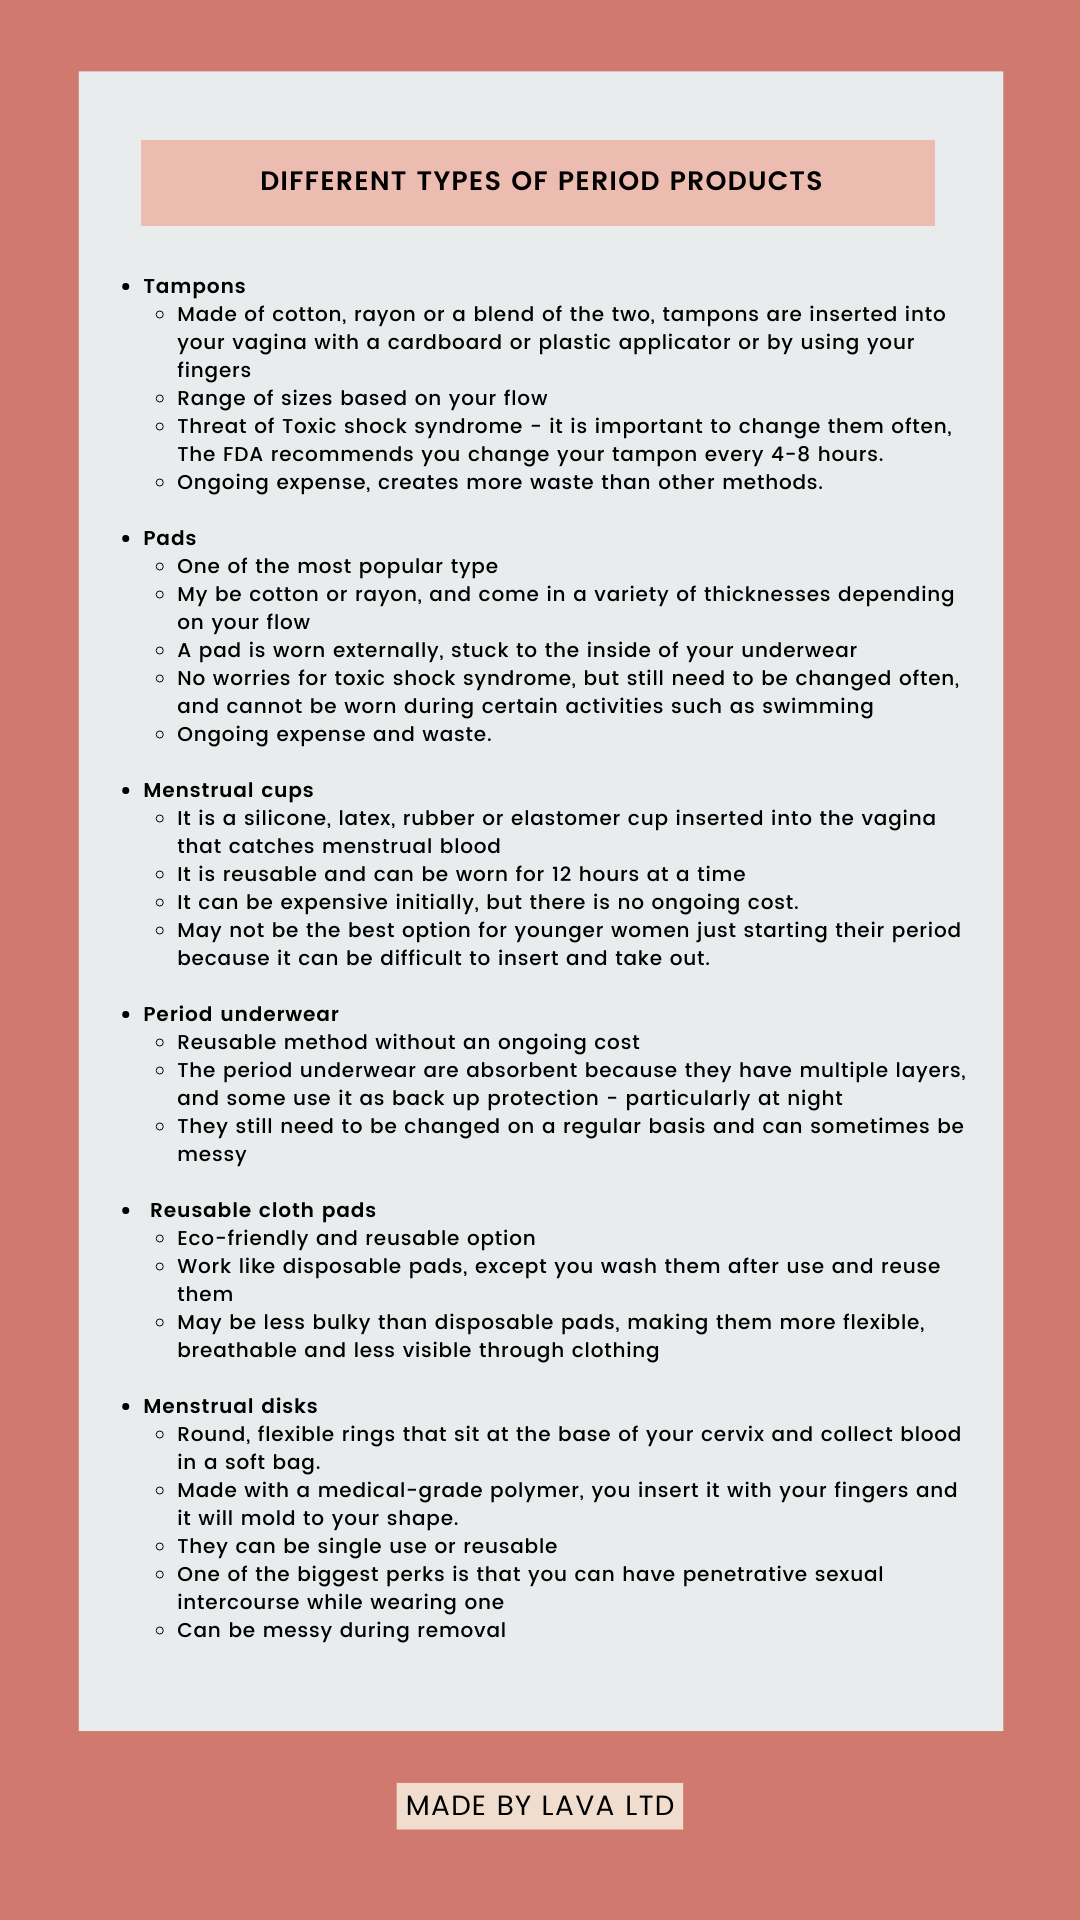 DIFFERENT TYPES OF PERIOD PRODUCTS
• Tampons
◦ Made of cotton, rayon or a blend of the two, tampons are inserted into
your vagina with a cardboard or plastic applicator or by using your
fingers
◦ Range of sizes based on your flow
◦ Threat of Toxic shock syndrome - it is important to change them often,
The FDA recommends you change your tampon every 4-8 hours.
◦ Ongoing expense, creates more waste than other methods.
• Pads
◦ One of the most popular type
◦ My be cotton or rayon, and come in a variety of thicknesses depending
on your flow
◦ A pad is worn externally, stuck to the inside of your underwear
◦ No worries for toxic shock syndrome, but still need to be changed often,
and cannot be worn during certain activities such as swimming
◦ Ongoing expense and waste.
• Menstrual cups
◦ It is a silicone, latex, rubber or elastomer cup inserted into the vagina
that catches menstrual blood
◦ It is reusable and can be worn for 12 hours at a time
◦ It can be expensive initially, but there is no ongoing cost.
◦ May not be the best option for younger women just starting their period
because it can be difficult to insert and take out.
• Period underwear
◦ Reusable method without an ongoing cost
◦ The period underwear are absorbent because they have multiple layers,
and some use it as back up protection - particularly at night
◦ They still need to be changed on a regular basis and can sometimes be
messy
• Reusable cloth pads
◦ Eco-friendly and reusable option
◦ Work like disposable pads, except you wash them after use and reuse
them
◦ May be less bulky than disposable pads, making them more flexible,
breathable and less visible through clothing
• Menstrual disks
◦ Round, flexible rings that sit at the base of your cervix and collect blood
in a soft bag.
◦ Made with a medical-grade polymer, you insert it with your fingers and
it will mold to your shape.
◦ They can be single use or reusable
◦ One of the biggest perks is that you can have penetrative sexual
intercourse while wearing one
◦ Can be messy during removal
MADE BY LAVA LTD